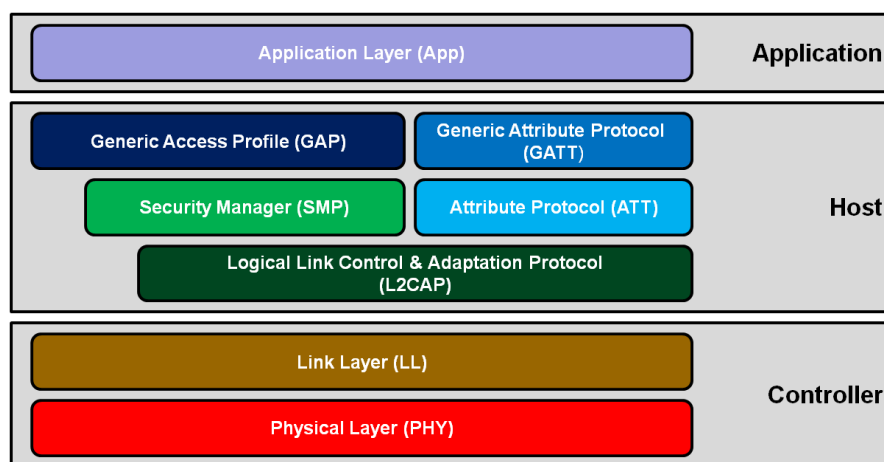 Application Layer (App)
Application
Generic Access Profile (GAP)
Generic Attribute Protocol
(GATT)
Security Manager (SMP)
Attribute Protocol (ATT)
Host
Logical Link Control & Adaptation Protocol
(L2CAP)
Link Layer (LL)
Controller
Physical Layer (PHY)